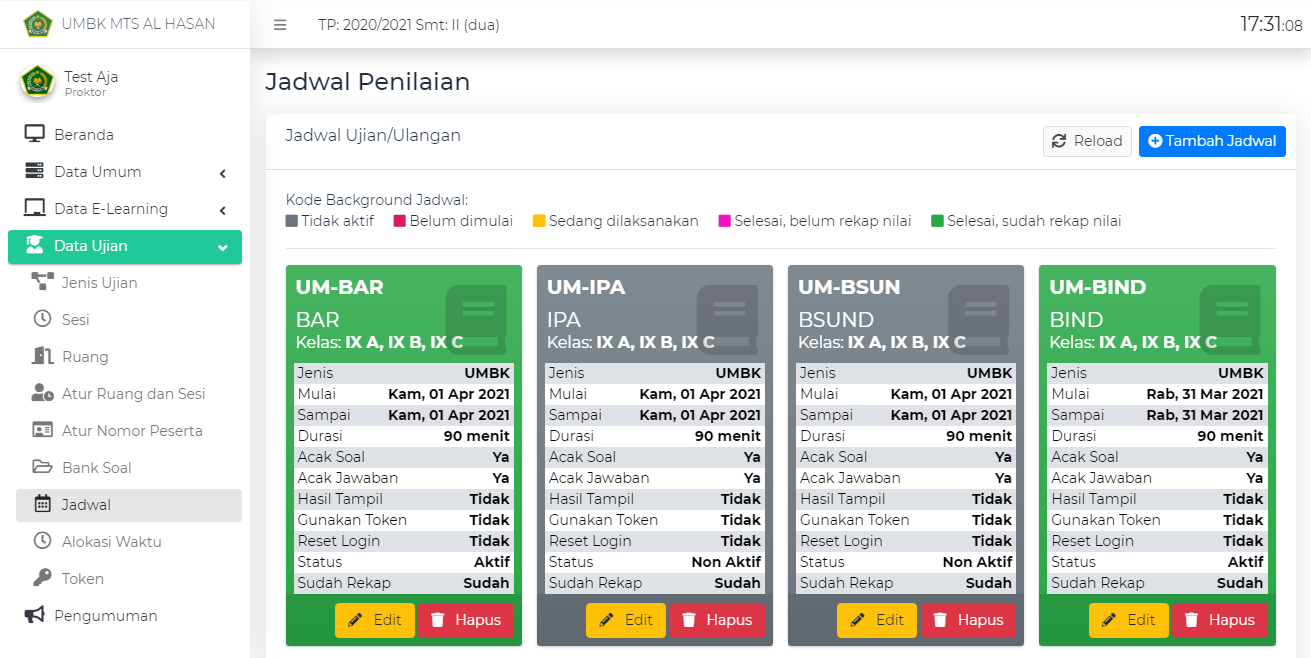 UMBK MTS AL HASAN
TP: 2020/2021 Smt: II (dua)
17:31:08
Test Aja
Proktor
Beranda
Data Umum
Data E-Learning
Data Ujian
Jenis Ujian
Sesi
Ruang
Atur Ruang dan Sesi
Atur Nomor Peserta
Bank Soal
Jadwal
Alokasi Waktu
Token
Pengumuman
Jadwal Penilaian
Jadwal Ujian/Ulangan
Reload
Tambah Jadwal
Kode Background Jadwal:
Tidak aktif Belum dimulai Sedang dilaksanakan Selesai, belum rekap nilai Selesai, sudah rekap nilai
UM-BAR
BAR
Kelas: IX A, IX B, IX C
Jenis UMBK
Mulai Kam, 01 Apr 2021
Sampai Kam, 01 Apr 2021
Durasi 90 menit
Acak Soal Ya
Acak Jawaban Ya
Hasil Tampil Tidak
Gunakan Token Tidak
Reset Login Tidak
Status Aktif
Sudah Rekap Sudah
Edit Hapus
UM-IPA
IPA
Kelas: IX A, IX B, IX C
Jenis UMBK
Mulai Kam, 01 Apr 2021
Sampai Kam, 01 Apr 2021
Durasi 90 menit
Acak Soal Ya
Acak Jawaban Ya
Hasil Tampil Tidak
Gunakan Token Tidak
Reset Login Tidak
Status Non Aktif
Sudah Rekap Sudah
Edit Hapus
UM-BSUN
BSUND
Kelas: IX A, IX B, IX C
Jenis UMBK
Mulai Kam, 01 Apr 2021
Sampai Kam, 01 Apr 2021
Durasi 90 menit
Acak Soal Ya
Acak Jawaban Ya
Hasil Tampil Tidak
Gunakan Token Tidak
Reset Login Tidak
Status Non Aktif
Sudah Rekap Sudah
Edit Hapus
UM-BIND
BIND
Kelas: IX A, IX B, IX C
Jenis UMBK
Mulai Rab, 31 Mar 2021
Sampai Rab, 31 Mar 2021
Durasi 90 menit
Acak Soal Ya
Acak Jawaban Ya
Hasil Tampil Tidak
Gunakan Token Tidak
Reset Login Tidak
Status Aktif
Sudah Rekap Sudah
Edit Hapus